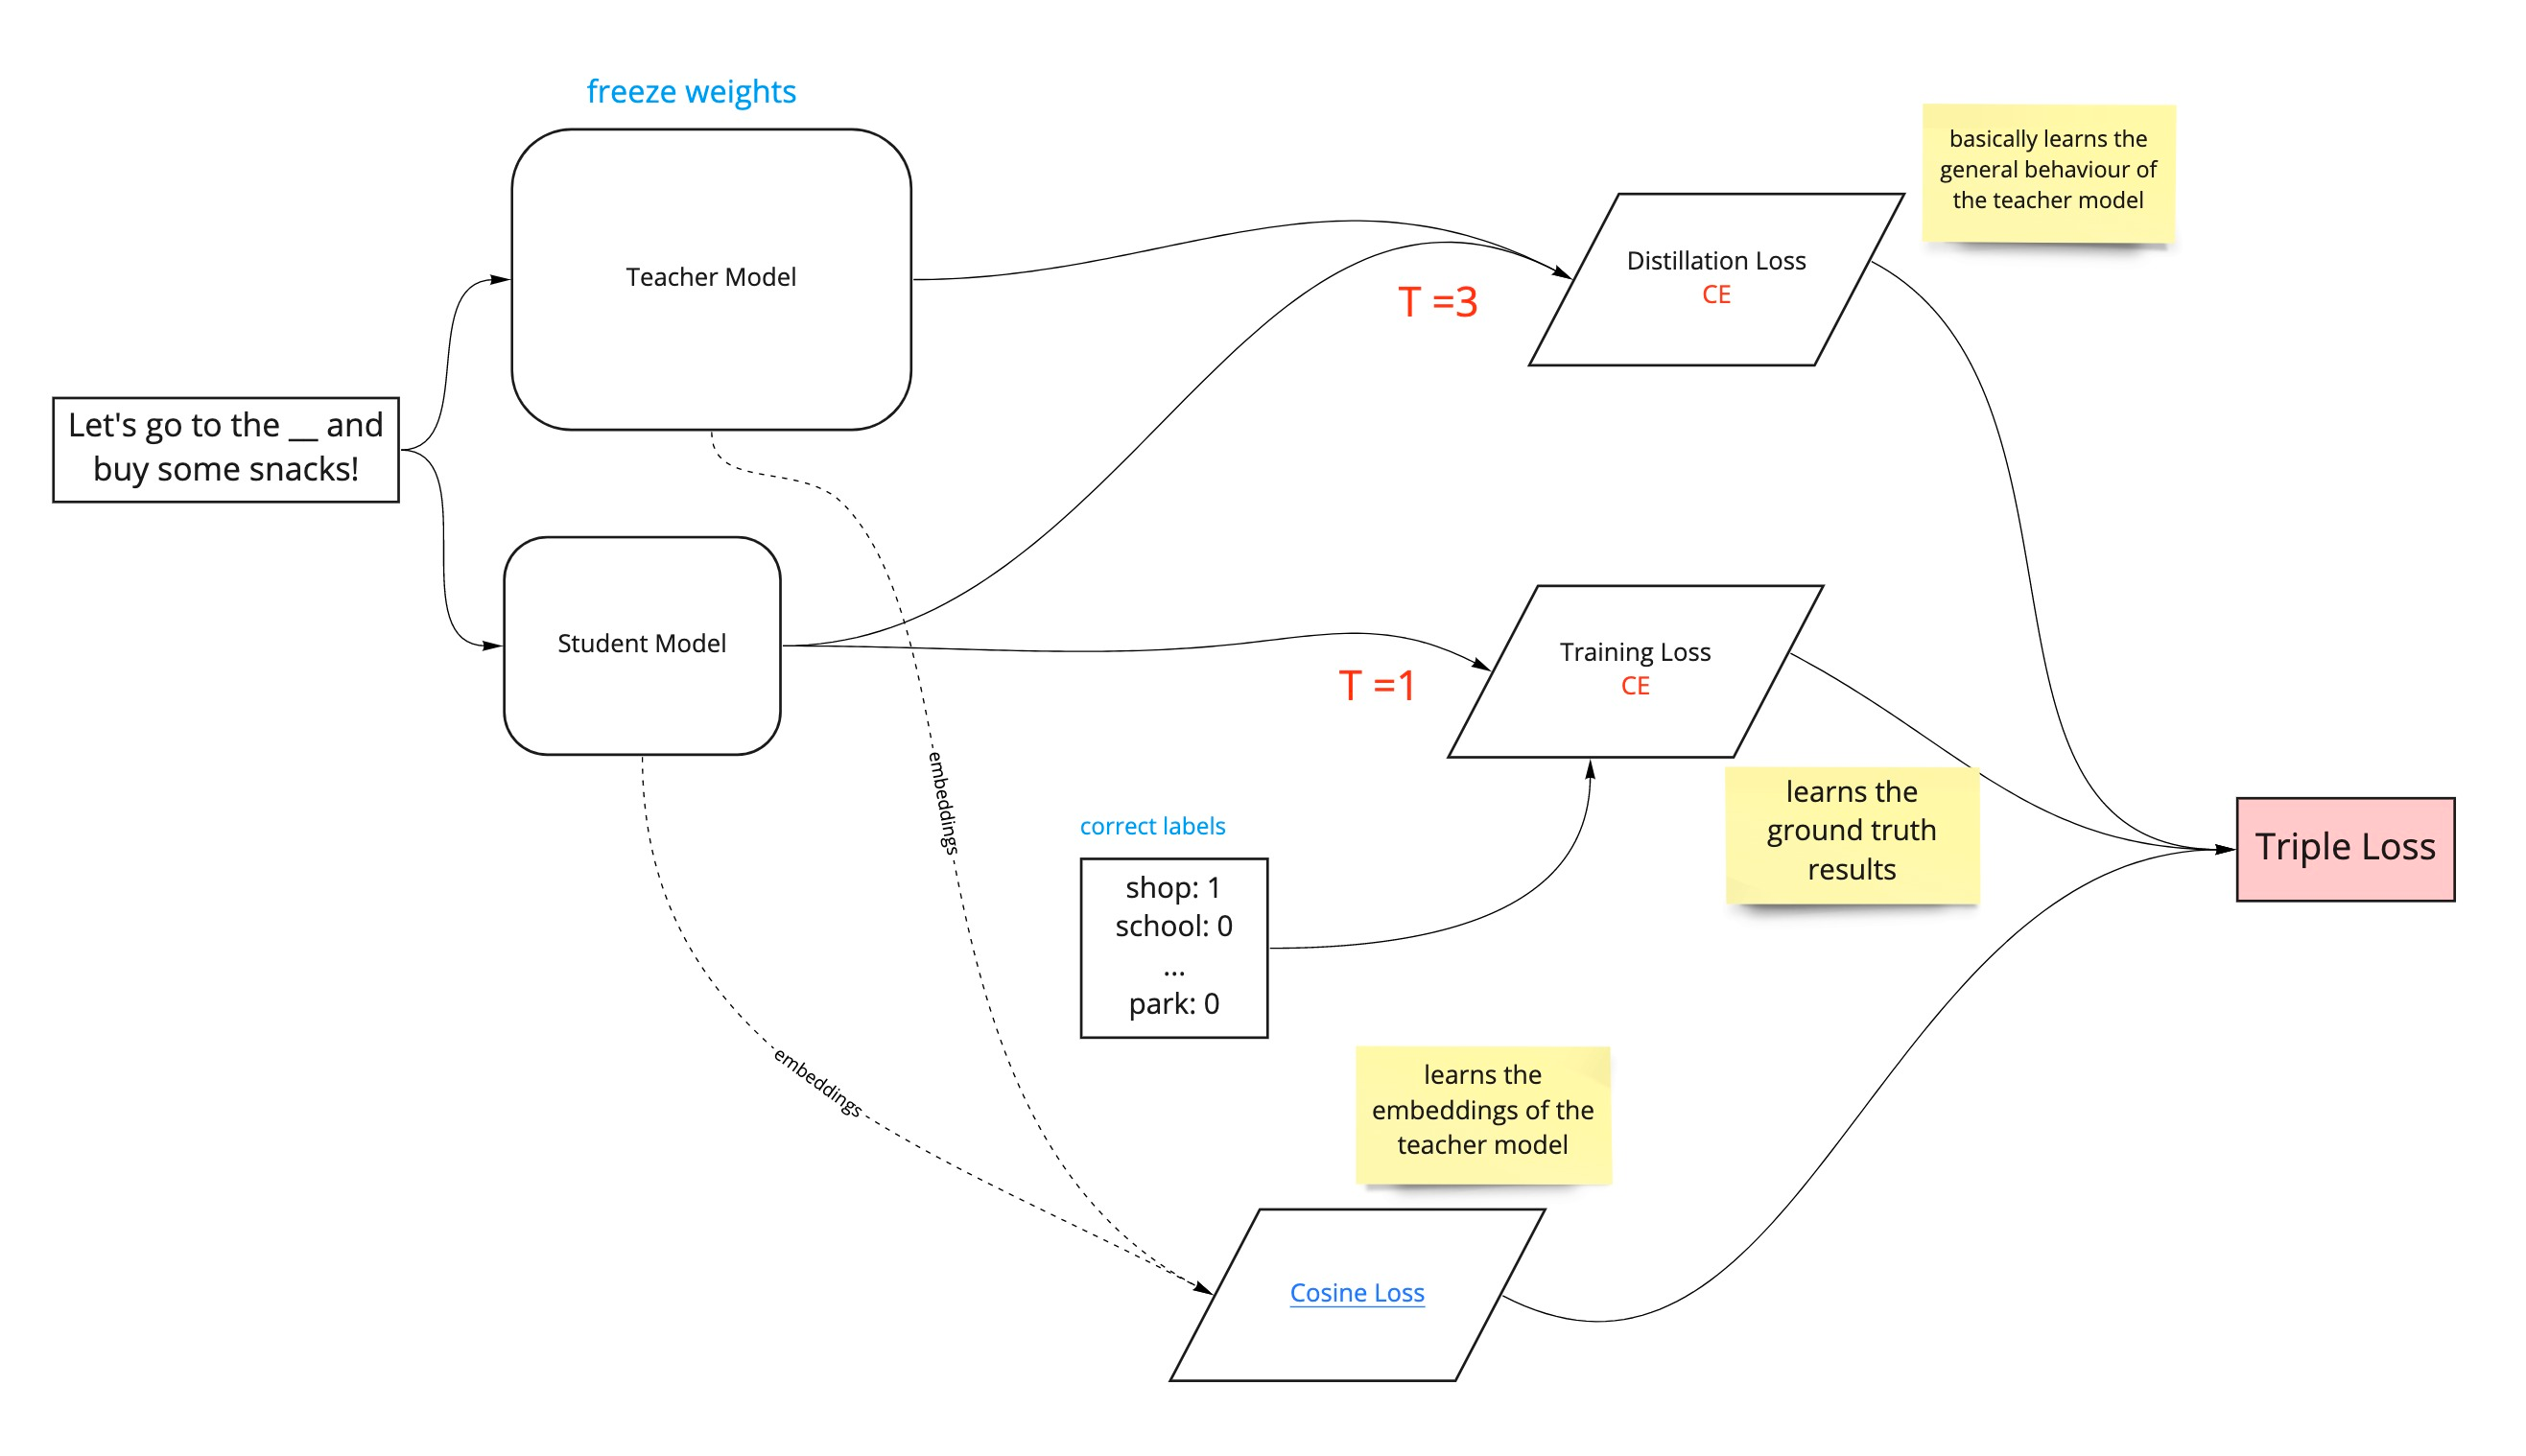 freeze weights
Teacher Model
Let's go to the __ and
buy some snacks!
Student Model
embeddings
embeddings
T =3
Distillation Loss
CE
basically learns the
general behaviour of
the teacher model
T =1
Training Loss
CE
learns the
ground truth
results
correct labels
shop: 1
school: 0
...
park: 0
learns the
embeddings of the
teacher model
Cosine Loss
Triple Loss